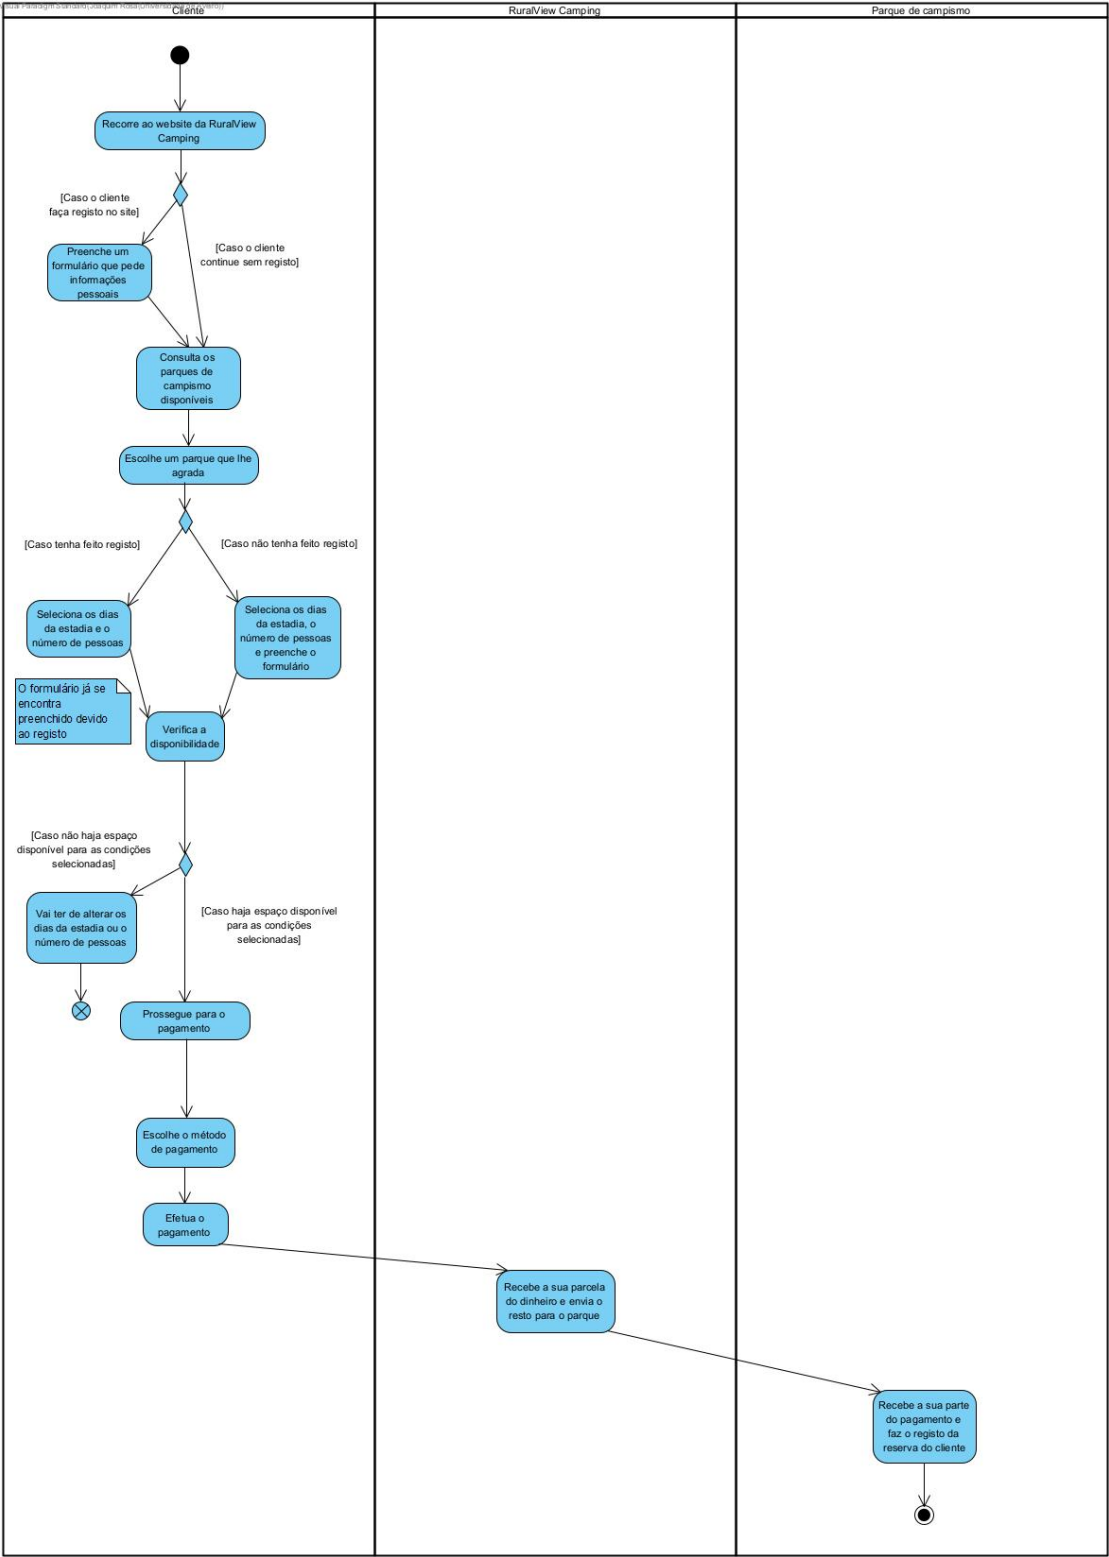 Cliente
RuralView Camping
Parque de campismo
Recorre ao website da RuralView
Camping
[Caso o cliente
faça registo no site]
[Caso o cliente
continue sem registo]
Preenche um
formulário que pede
informações
pessoais
Consulta os
parques de
campismo
disponíveis
Escolhe um parque que lhe
agrada
[Caso tenha feito registo]
[Caso não tenha feito registo]
Seleciona os dias
da estadia e o
número de pessoas
Seleciona os dias
da estadia, o
número de pessoas
e preenche o
formulário
O formulário já se
encontra
preenchido devido
ao registo
Verifica a
disponibilidade
[Caso não haja espaço
disponível para as condições
selecionadas]
Vai ter de alterar os
dias da estadia ou o
número de pessoas
[Caso haja espaço disponível
para as condições
selecionadas]
Prossegue para o
pagamento
Escolhe o método
de pagamento
Efetua o
pagamento
Recebe a sua parcela
do dinheiro e envia o
resto para o parque
Recebe a sua parte
do pagamento e
faz o registo da
reserva do cliente